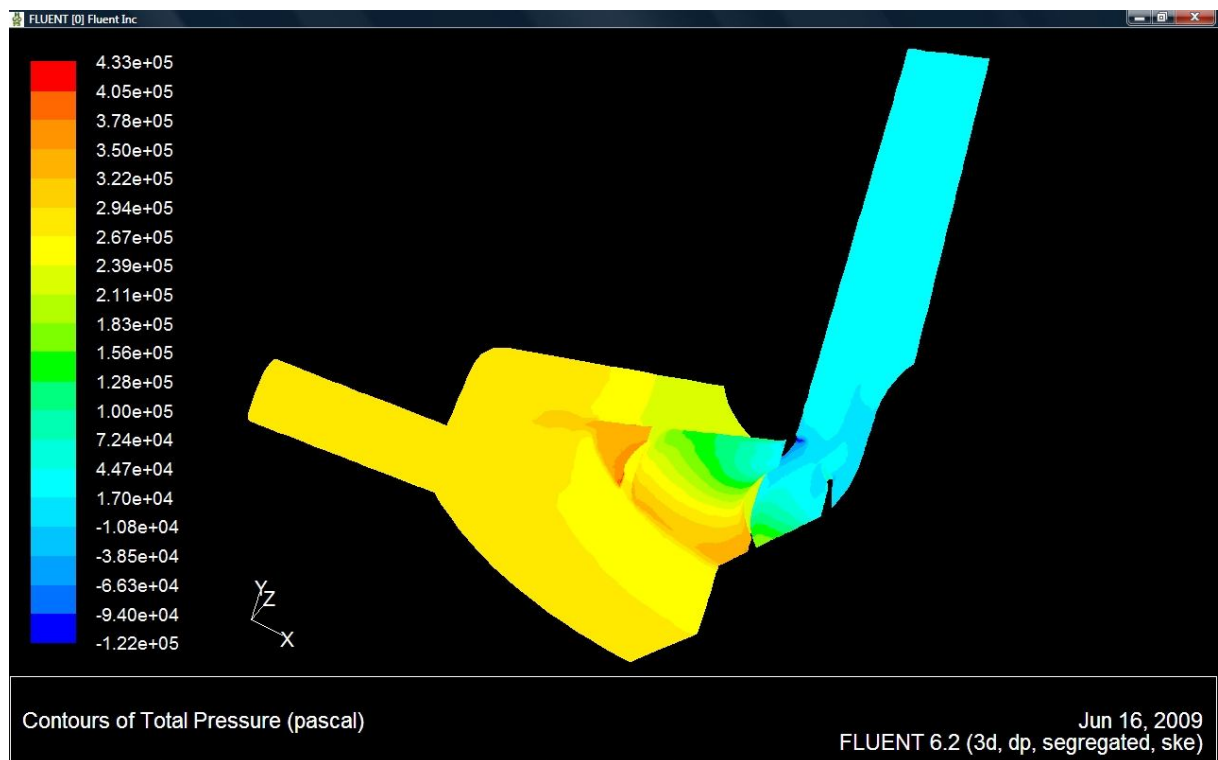 FLUENT [0] Fluent Inc
4.33e+05
4.05e+05
3.78e+05
3.50e+05
3.22e+05
2.94e+05
2.67e+05
2.39e+05
2.11e+05
1.83e+05
1.56e+05
1.28e+05
1.00e+05
7.24e+04
4.47e+04
1.70e+04
-1.08e+04
-3.85e+04
-6.63e+04
-9.40e+04
-1.22e+05
Y
Z
X
Contours of Total Pressure (pascal)
Jun 16, 2009
FLUENT 6.2 (3d, dp, segregated, ske)